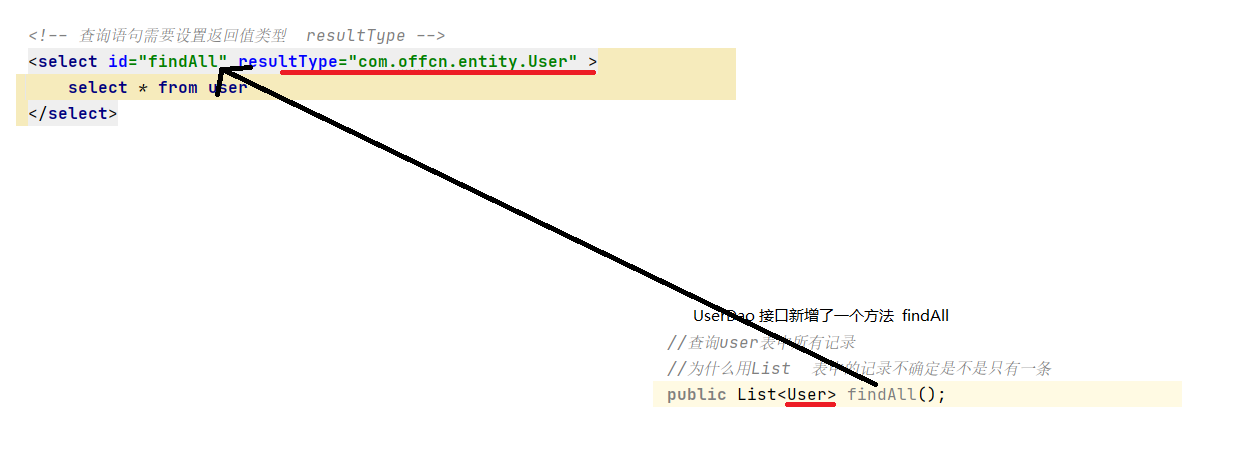 <!-- 查询语句需要设置返回值类型  resultType -->
<select id="findAll" resultType="com.offcn.entity.User" >
select * from user
</select>
UserDao 接口新增了一个方法 findAll
//查询user表中所有记录
//为什么用List  表中的记录不确定是不是只有一条
public List<User> findAll();